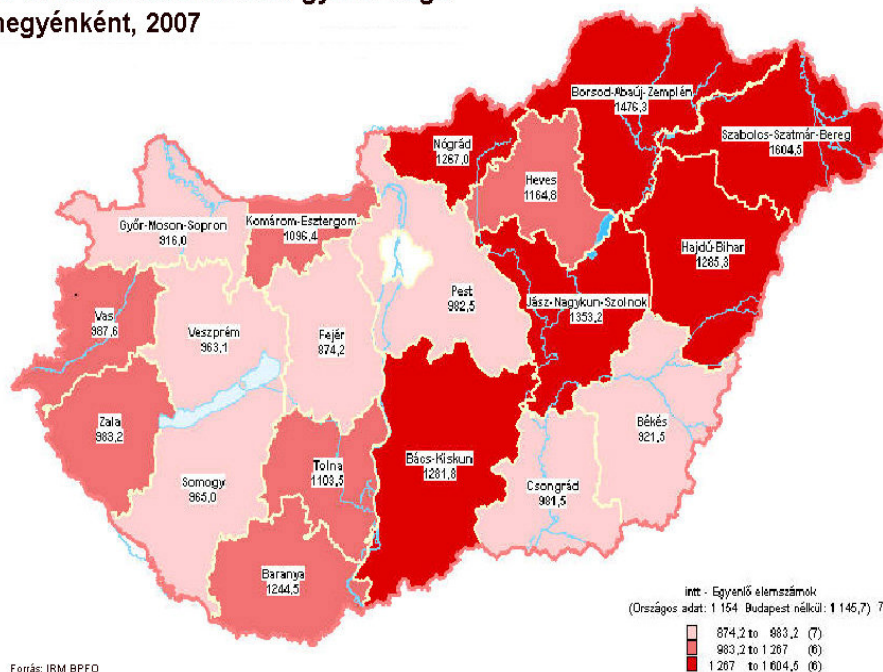 megyénként, 2007
Borsod-Abaúj-Zemplén
1476,3
Szabolos-Szatmár-Bereg
1604,5
Nógrád
1267,0
Heves
1164,8
Győr-Moson-Sopron
916,0
Komárom-Esztergom
1096,4
Hajdú-Bihar
1285,3
Pest
982,5
Jász-Nagykun-Szolnok
1353,2
Vas
987,6
Veszprém
963,1
Fejér
874,2
Zala
983,2
Békés
921,5
Somogy
965,0
Tolna
1103,5
Bács-Kiskun
1281,8
Csongrád
981,5
Baranya
1244,5
intt - Egyenlő elemszámok
(Országos adat: 1 154 Budapest nélkül: 1 145,7) 7
874,2 to 983,2 (7)
983,2 to 1 267 (6)
1 267 to 1 604,5 (6)
Forrás: IRM BPFO